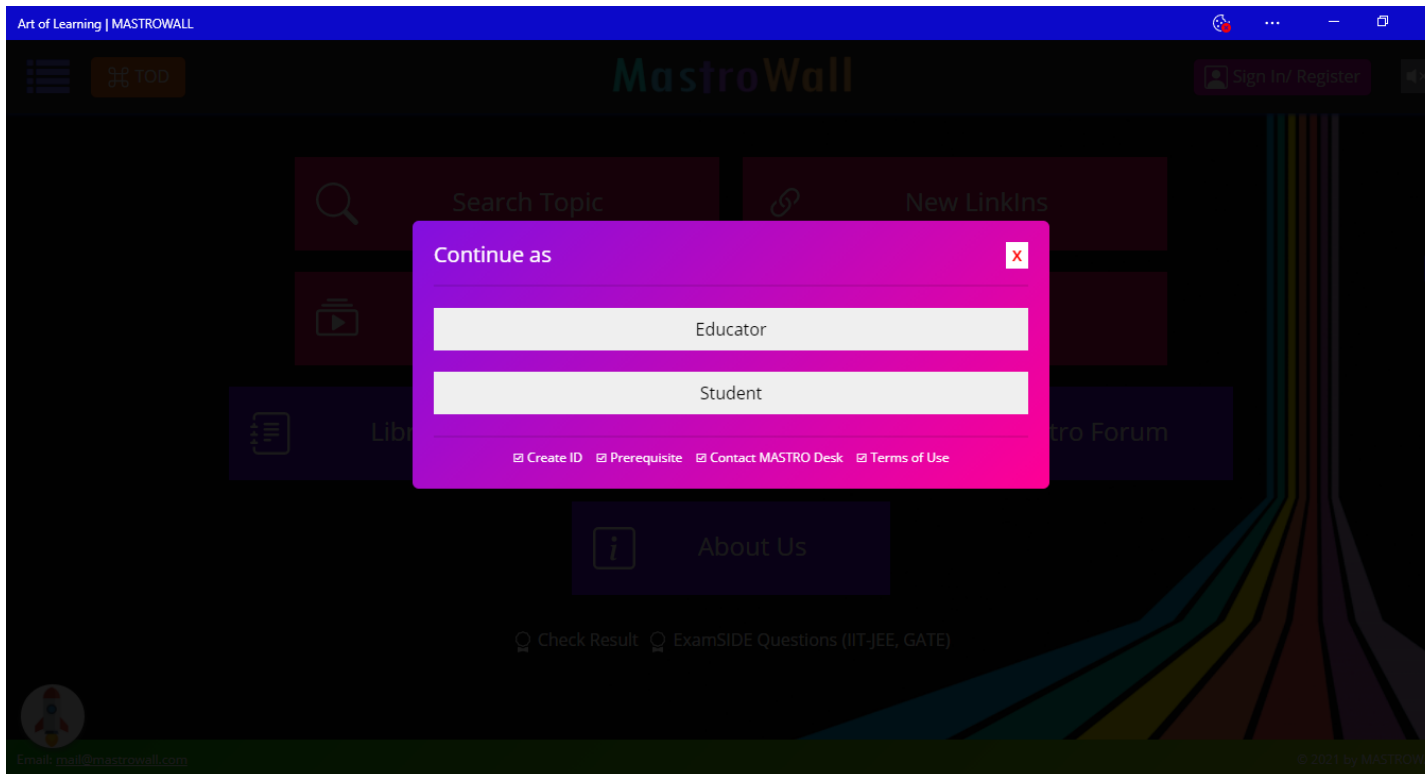 Art of Learning | MASTROWALL
TOD
MastroWall
Sign In/ Register
Search Topic
New LinkIns
Continue as
X
Educator
Student
tro Forum
Create ID Prerequisite Contact MASTRO Desk Terms of Use
About Us
Check Result ExamSIDE Questions (IIT-JEE, GATE)
Email: mail@mastrowall.com
© 2021 by